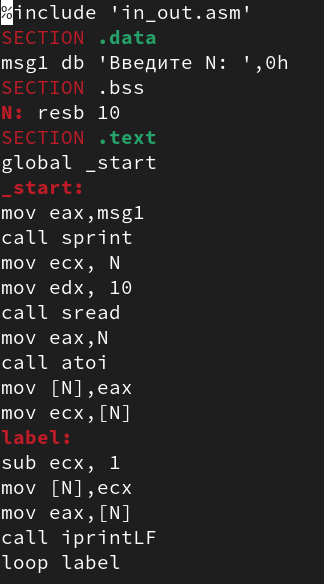 %include 'in_out.asm'
SECTION .data
msg1 db 'Введите N: ',0h
SECTION .bss
N: resb 10
SECTION .text
global _start
_start:
mov eax,msg1
call sprint
mov ecx, N
mov edx, 10
call sread
mov eax,N
call atoi
mov [N],eax
mov ecx,[N]
label:
sub ecx, 1
mov [N],ecx
mov eax,[N]
call iprintLF
loop label